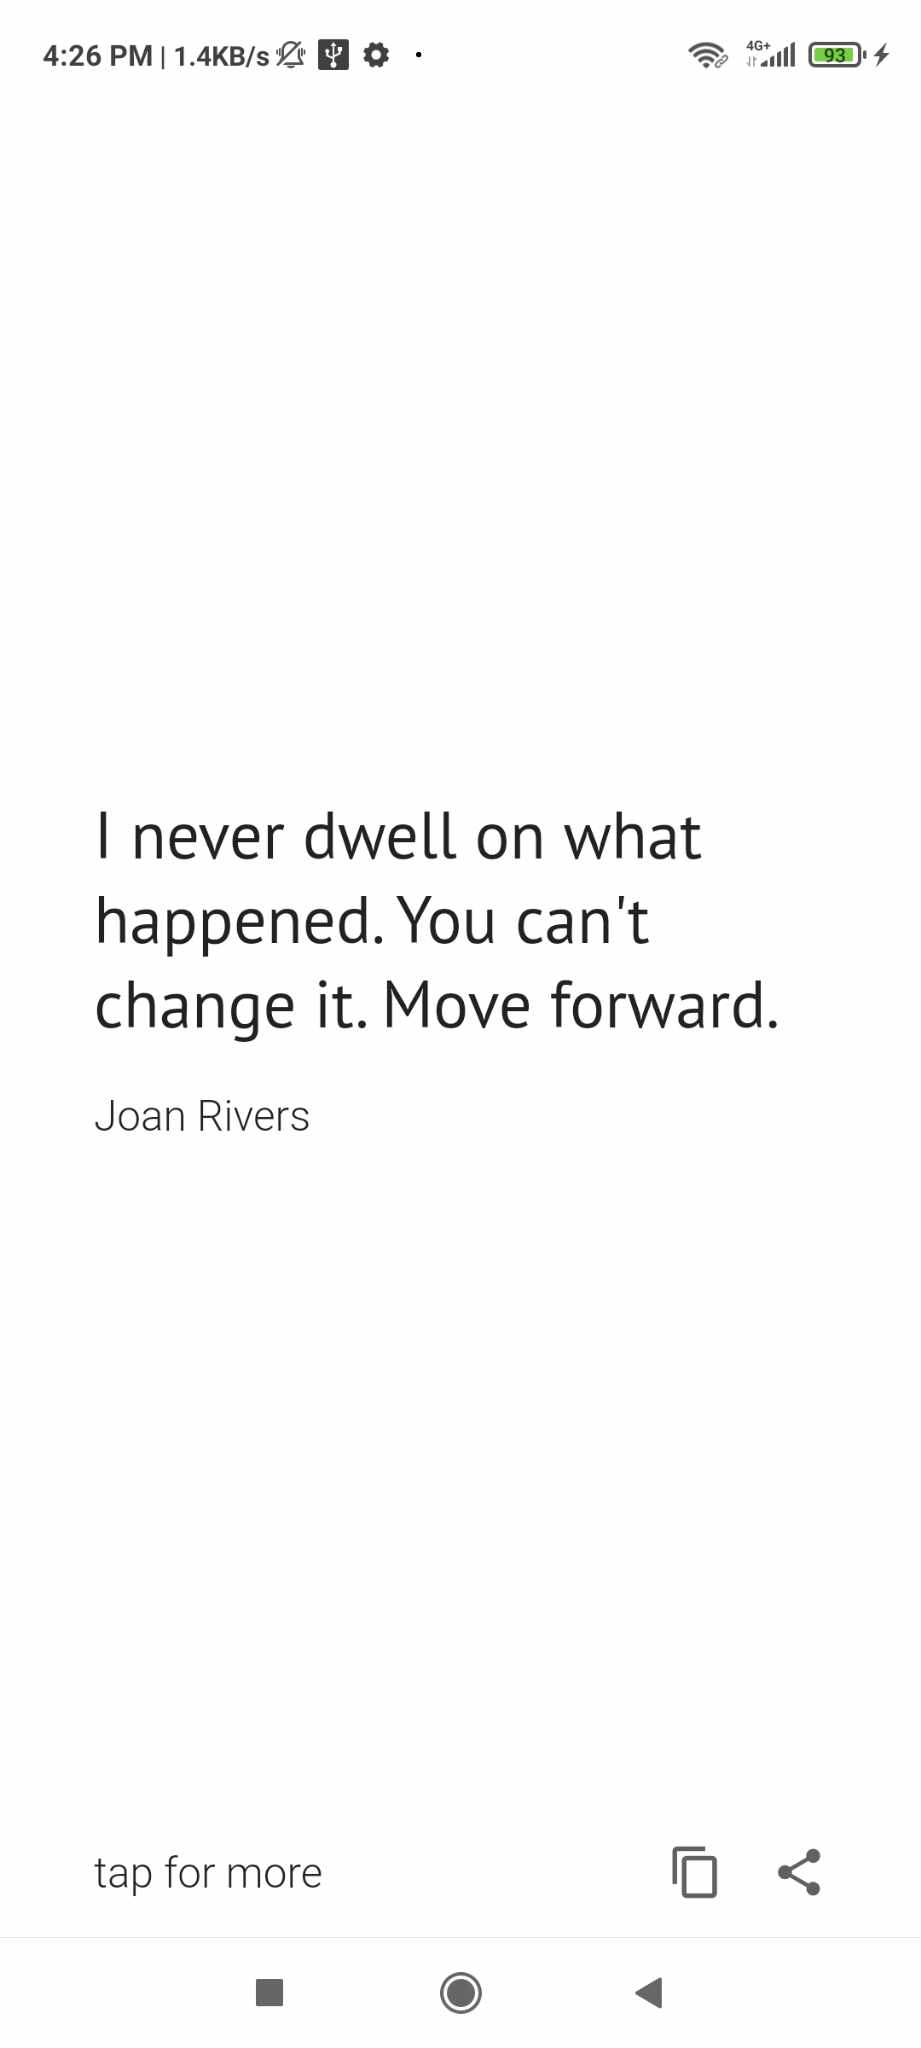 4:26 PM | 1.4KB/s 4G+ 93
I never dwell on what
happened. You can't
change it. Move forward.
Joan Rivers
tap for more